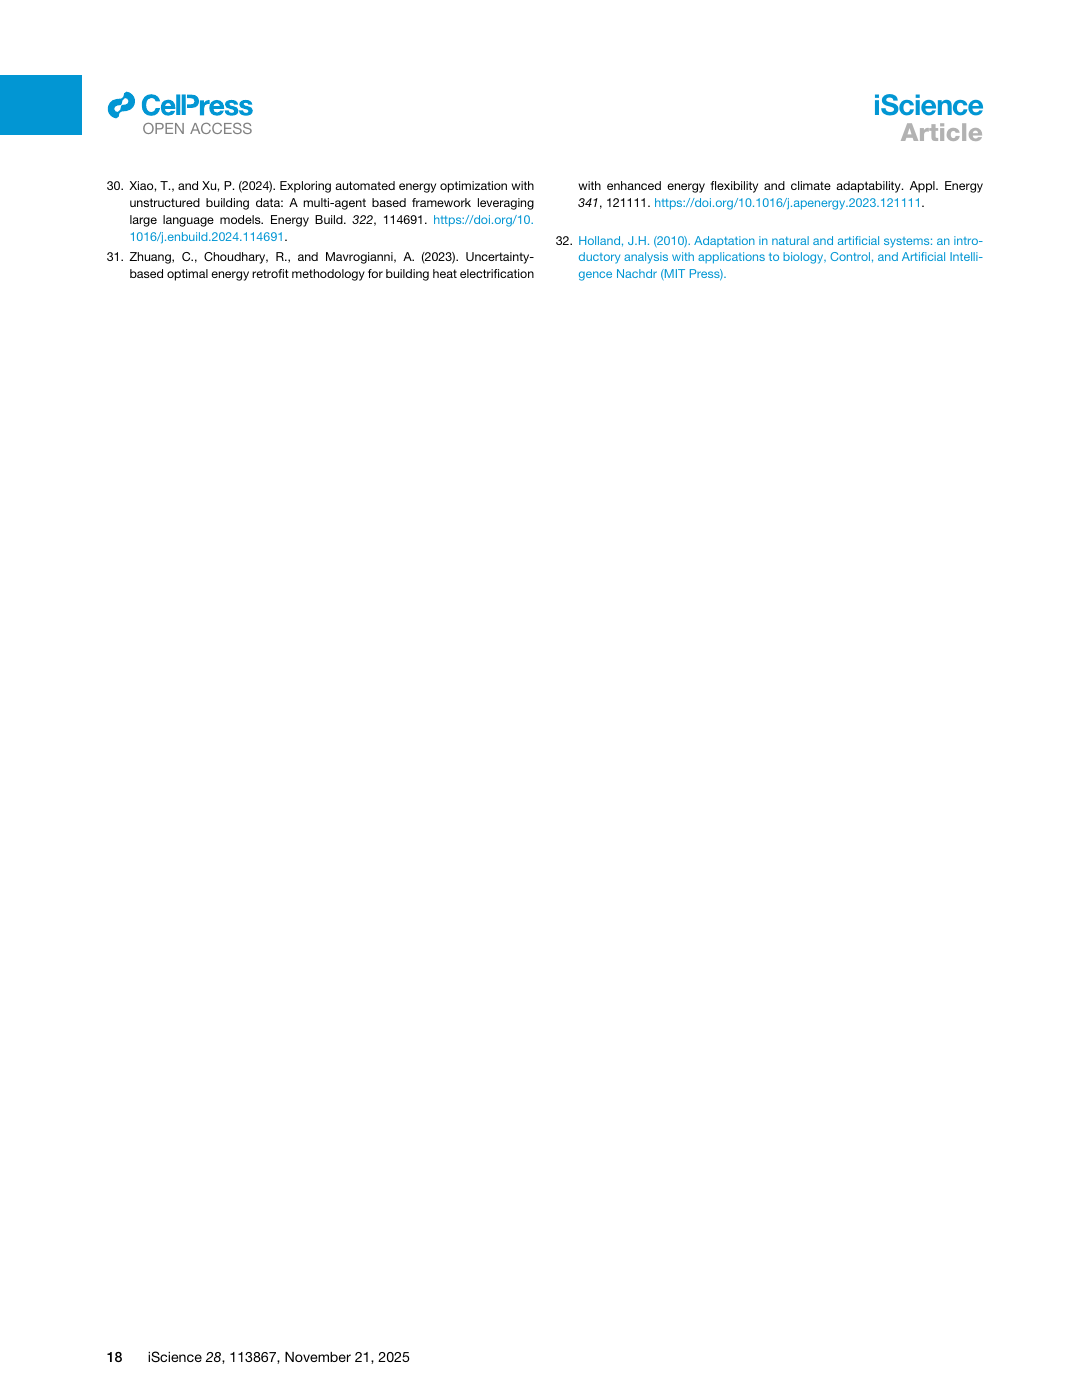 CellPress
OPEN ACCESS
iScience
Article
30. Xiao, T., and Xu, P. (2024). Exploring automated energy optimization with
unstructured building data: A multi-agent based framework leveraging
large language models. Energy Build. 322, 114691. https://doi.org/10.
1016/j.enbuild.2024.114691.
31. Zhuang, C., Choudhary, R., and Mavrogianni, A. (2023). Uncertainty-
based optimal energy retrofit methodology for building heat electrification
with enhanced energy flexibility and climate adaptability. Appl. Energy
341, 121111. https://doi.org/10.1016/j.apenergy.2023.121111.
32. Holland, J.H. (2010). Adaptation in natural and artificial systems: an intro-
ductory analysis with applications to biology, Control, and Artificial Intelli-
gence Nachdr (MIT Press).
18 iScience 28, 113867, November 21, 2025